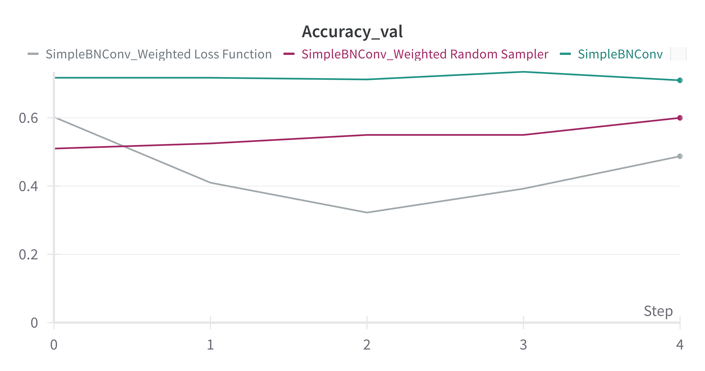 Accuracy_val
SimpleBNConv_Weighted Loss Function SimpleBNConv_Weighted Random Sampler SimpleBNConv
0.6
0.4
0.2
0
Step
0 1 2 3 4